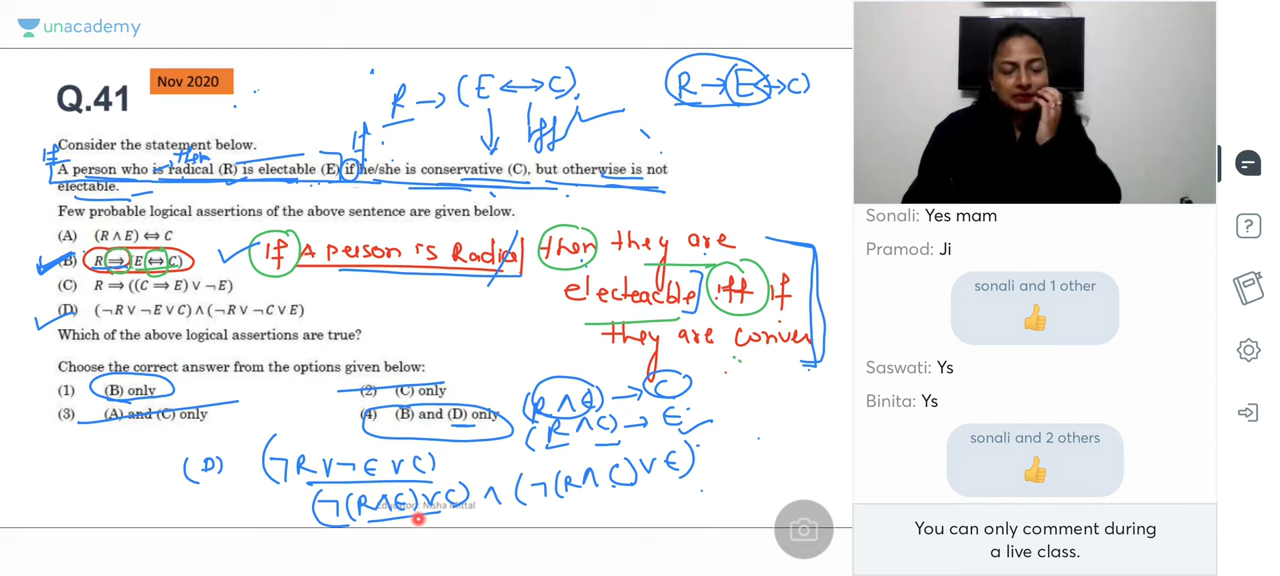 unacademy
Nov 2020
Q.41
R → (E ↔ C)
R → (E ↔ C)
iff
If
If
then
Consider the statement below.
A person who is radical (R) is electable (E) if he/she is conservative (C), but otherwise is not
electable.
Few probable logical assertions of the above sentence are given below.
(A) (R ∧ E) ⇔ C
(B) R ⇒ (E ⇔ C)
(C) R ⇒ ((C ⇒ E) ∨ ¬E)
(D) (¬R ∨ ¬E ∨ C) ∧ (¬R ∨ ¬C ∨ E)
If A person is Radical then they are
electeable iff if
they are conver
Which of the above logical assertions are true?
Choose the correct answer from the options given below:
(1) (B) only
(2) (C) only
(3) (A) and (C) only
(4) (B) and (D) only
(R ∧ E) → C
(R ∧ C) → E
(D) (¬R ∨ ¬E ∨ C)
(¬(R ∧ E) ∨ C) ∧ (¬(R ∧ C) ∨ E)
Educator: Nisha Mittal
Sonali: Yes mam
Pramod: Ji
sonali and 1 other
Saswati: Ys
Binita: Ys
sonali and 2 others
You can only comment during
a live class.